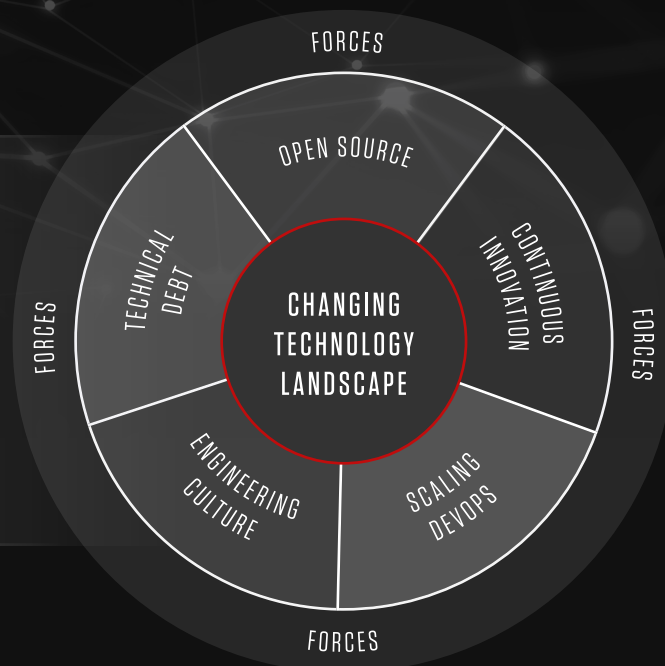 FORCES
OPEN SOURCE
CONTINUOUS
INNOVATION
SCALING
DEVOPS
ENGINEERING
CULTURE
TECHNICAL
DEBT
CHANGING
TECHNOLOGY
LANDSCAPE
FORCES
FORCES
FORCES